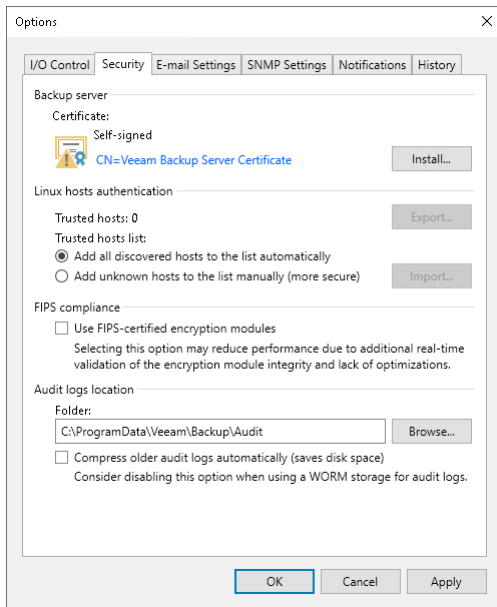 Options
I/O Control Security E-mail Settings SNMP Settings Notifications History
Backup server
Certificate:
Self-signed
CN=Veeam Backup Server Certificate
Install...
Linux hosts authentication
Trusted hosts: 0
Export...
Trusted hosts list:
Add all discovered hosts to the list automatically
Add unknown hosts to the list manually (more secure)
Import...
FIPS compliance
Use FIPS-certified encryption modules
Selecting this option may reduce performance due to additional real-time
validation of the encryption module integrity and lack of optimizations.
Audit logs location
Folder:
C:\ProgramData\Veeam\Backup\Audit
Browse...
Compress older audit logs automatically (saves disk space)
Consider disabling this option when using a WORM storage for audit logs.
OK Cancel Apply